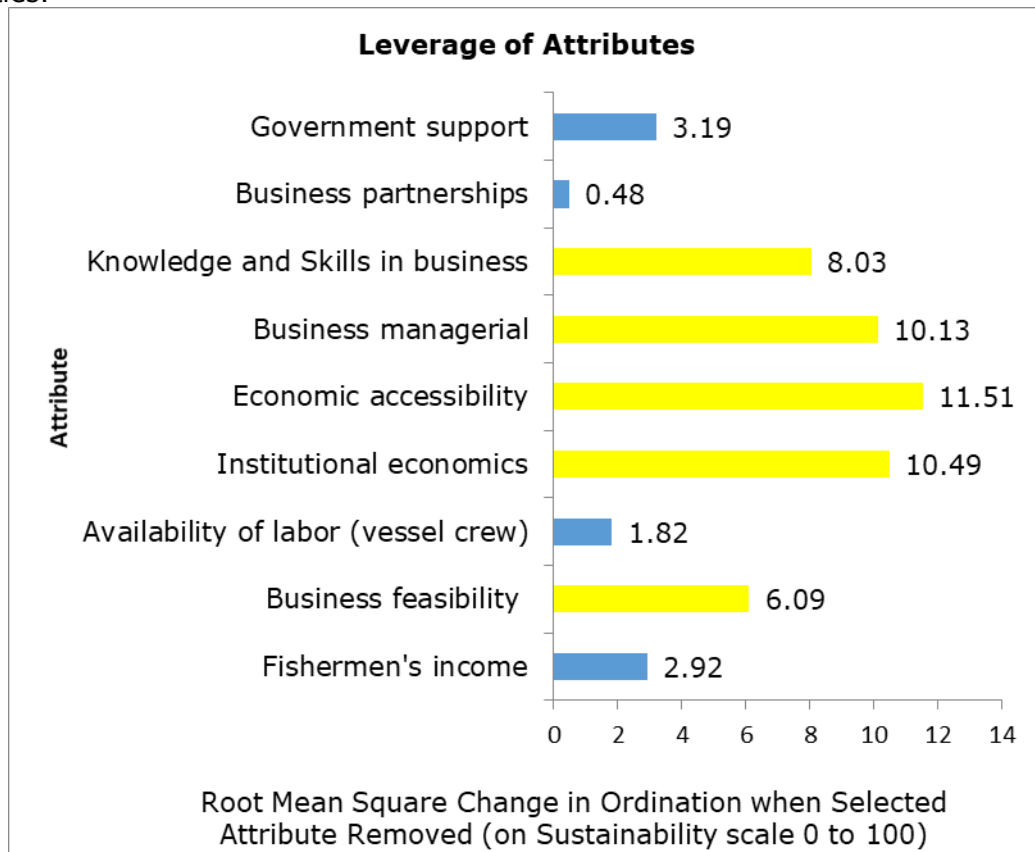 Leverage of Attributes
Government support 3.19
Business partnerships 0.48
Knowledge and Skills in business 8.03
Business managerial 10.13
Economic accessibility 11.51
Institutional economics 10.49
Availability of labor (vessel crew) 1.82
Business feasibility 6.09
Fishermen's income 2.92
Attribute
0 2 4 6 8 10 12 14
Root Mean Square Change in Ordination when Selected
Attribute Removed (on Sustainability scale 0 to 100)